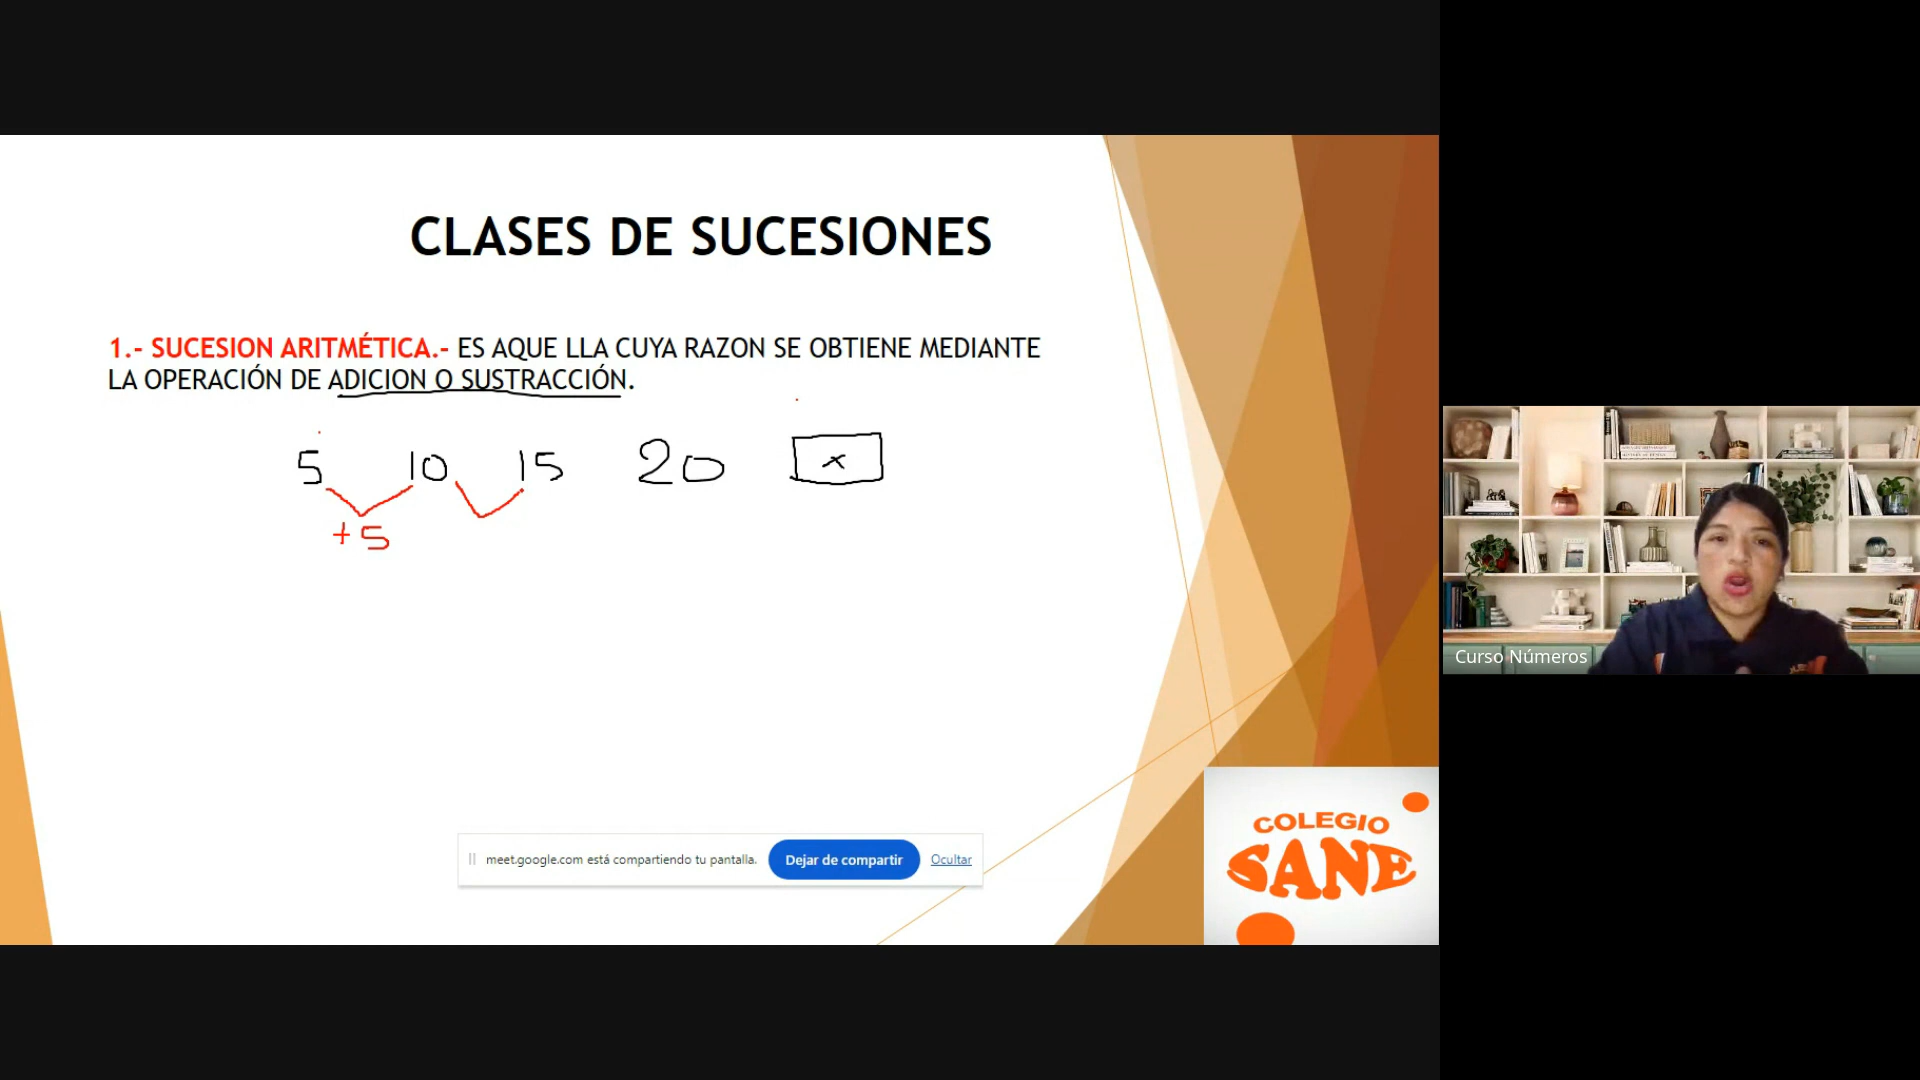 CLASES DE SUCESIONES
1.- SUCESION ARITMÉTICA.- ES AQUE LLA CUYA RAZON SE OBTIENE MEDIANTE
LA OPERACIÓN DE ADICION O SUSTRACCIÓN.
5 10 15 20 x
+5
meet.google.com está compartiendo tu pantalla. Dejar de compartir Ocultar
COLEGIO
SANE
Curso Números